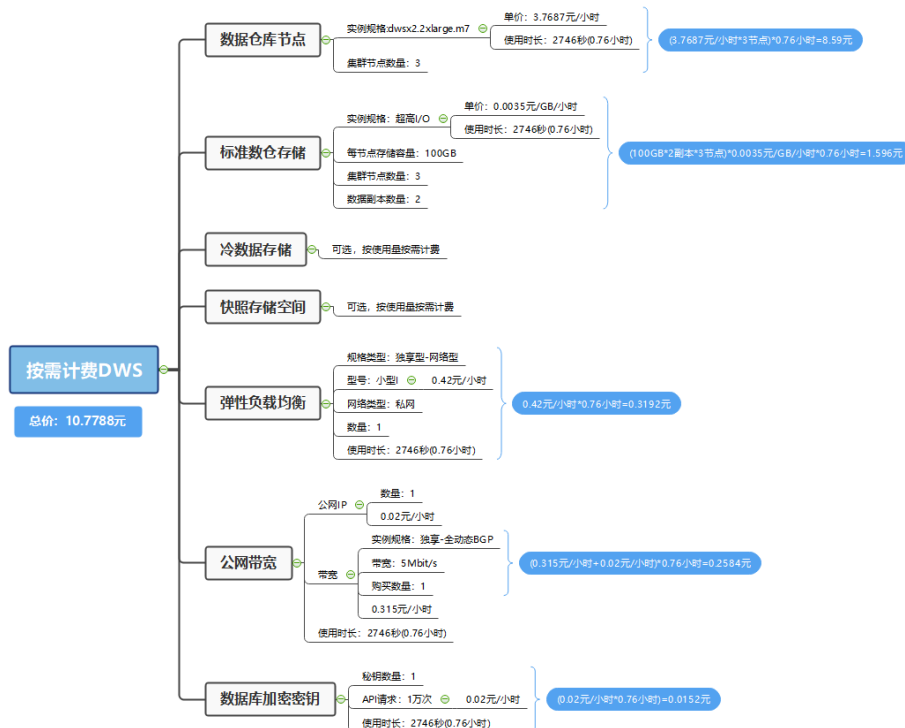 按需计费DWS
总价：10.7788元
数据仓库节点
实例规格:dwsx2.2xlarge.m7
单价：3.7687元/小时
使用时长：2746秒(0.76小时)
集群节点数量：3
(3.7687元/小时*3节点)*0.76小时=8.59元
标准数仓存储
实例规格：超高I/O
单价：0.0035元/GB/小时
使用时长：2746秒(0.76小时)
每节点存储容量：100GB
集群节点数量：3
数据副本数量：2
(100GB*2副本*3节点)*0.0035元/GB/小时*0.76小时=1.596元
冷数据存储
可选，按使用量按需计费
快照存储空间
可选，按使用量按需计费
弹性负载均衡
规格类型：独享型-网络型
型号：小型I
0.42元/小时
网络类型：私网
数量：1
使用时长：2746秒(0.76小时)
0.42元/小时*0.76小时=0.3192元
公网带宽
公网IP
数量：1
0.02元/小时
带宽
实例规格：独享-全动态BGP
带宽：5Mbit/s
购买数量：1
0.315元/小时
使用时长：2746秒(0.76小时)
(0.315元/小时+0.02元/小时)*0.76小时=0.2584元
数据库加密密钥
秘钥数量：1
API请求：1万次
0.02元/小时
使用时长：2746秒(0.76小时)
(0.02元/小时*0.76小时)=0.0152元